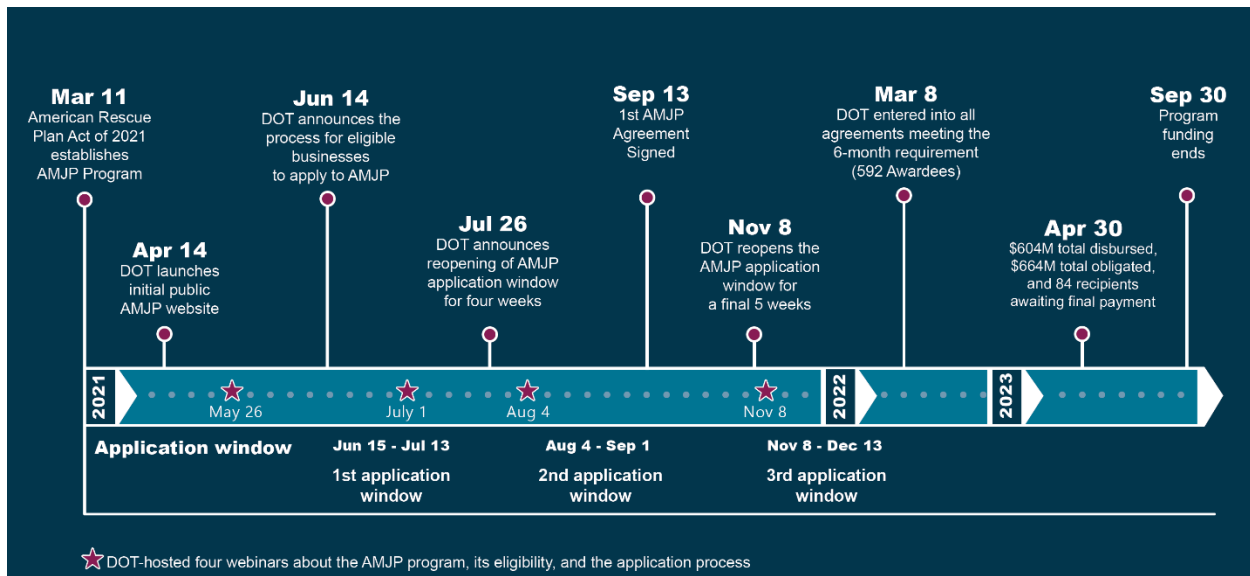 Mar 11
American Rescue
Plan Act of 2021
establishes
AMJP Program
Apr 14
DOT launches
initial public
AMJP website
Jun 14
DOT announces the
process for eligible
businesses
to apply to AMJP
Jul 26
DOT announces
reopening of AMJP
application window
for four weeks
Sep 13
1st AMJP
Agreement
Signed
Nov 8
DOT reopens the
AMJP application
window for
a final 5 weeks
Mar 8
DOT entered into all
agreements meeting the
6-month requirement
(592 Awardees)
Apr 30
$604M total disbursed,
$664M total obligated,
and 84 recipients
awaiting final payment
Sep 30
Program
funding
ends
2021
May 26
July 1
Aug 4
Nov 8
2022
2023
Application window
Jun 15 - Jul 13
1st application
window
Aug 4 - Sep 1
2nd application
window
Nov 8 - Dec 13
3rd application
window
DOT-hosted four webinars about the AMJP program, its eligibility, and the application process